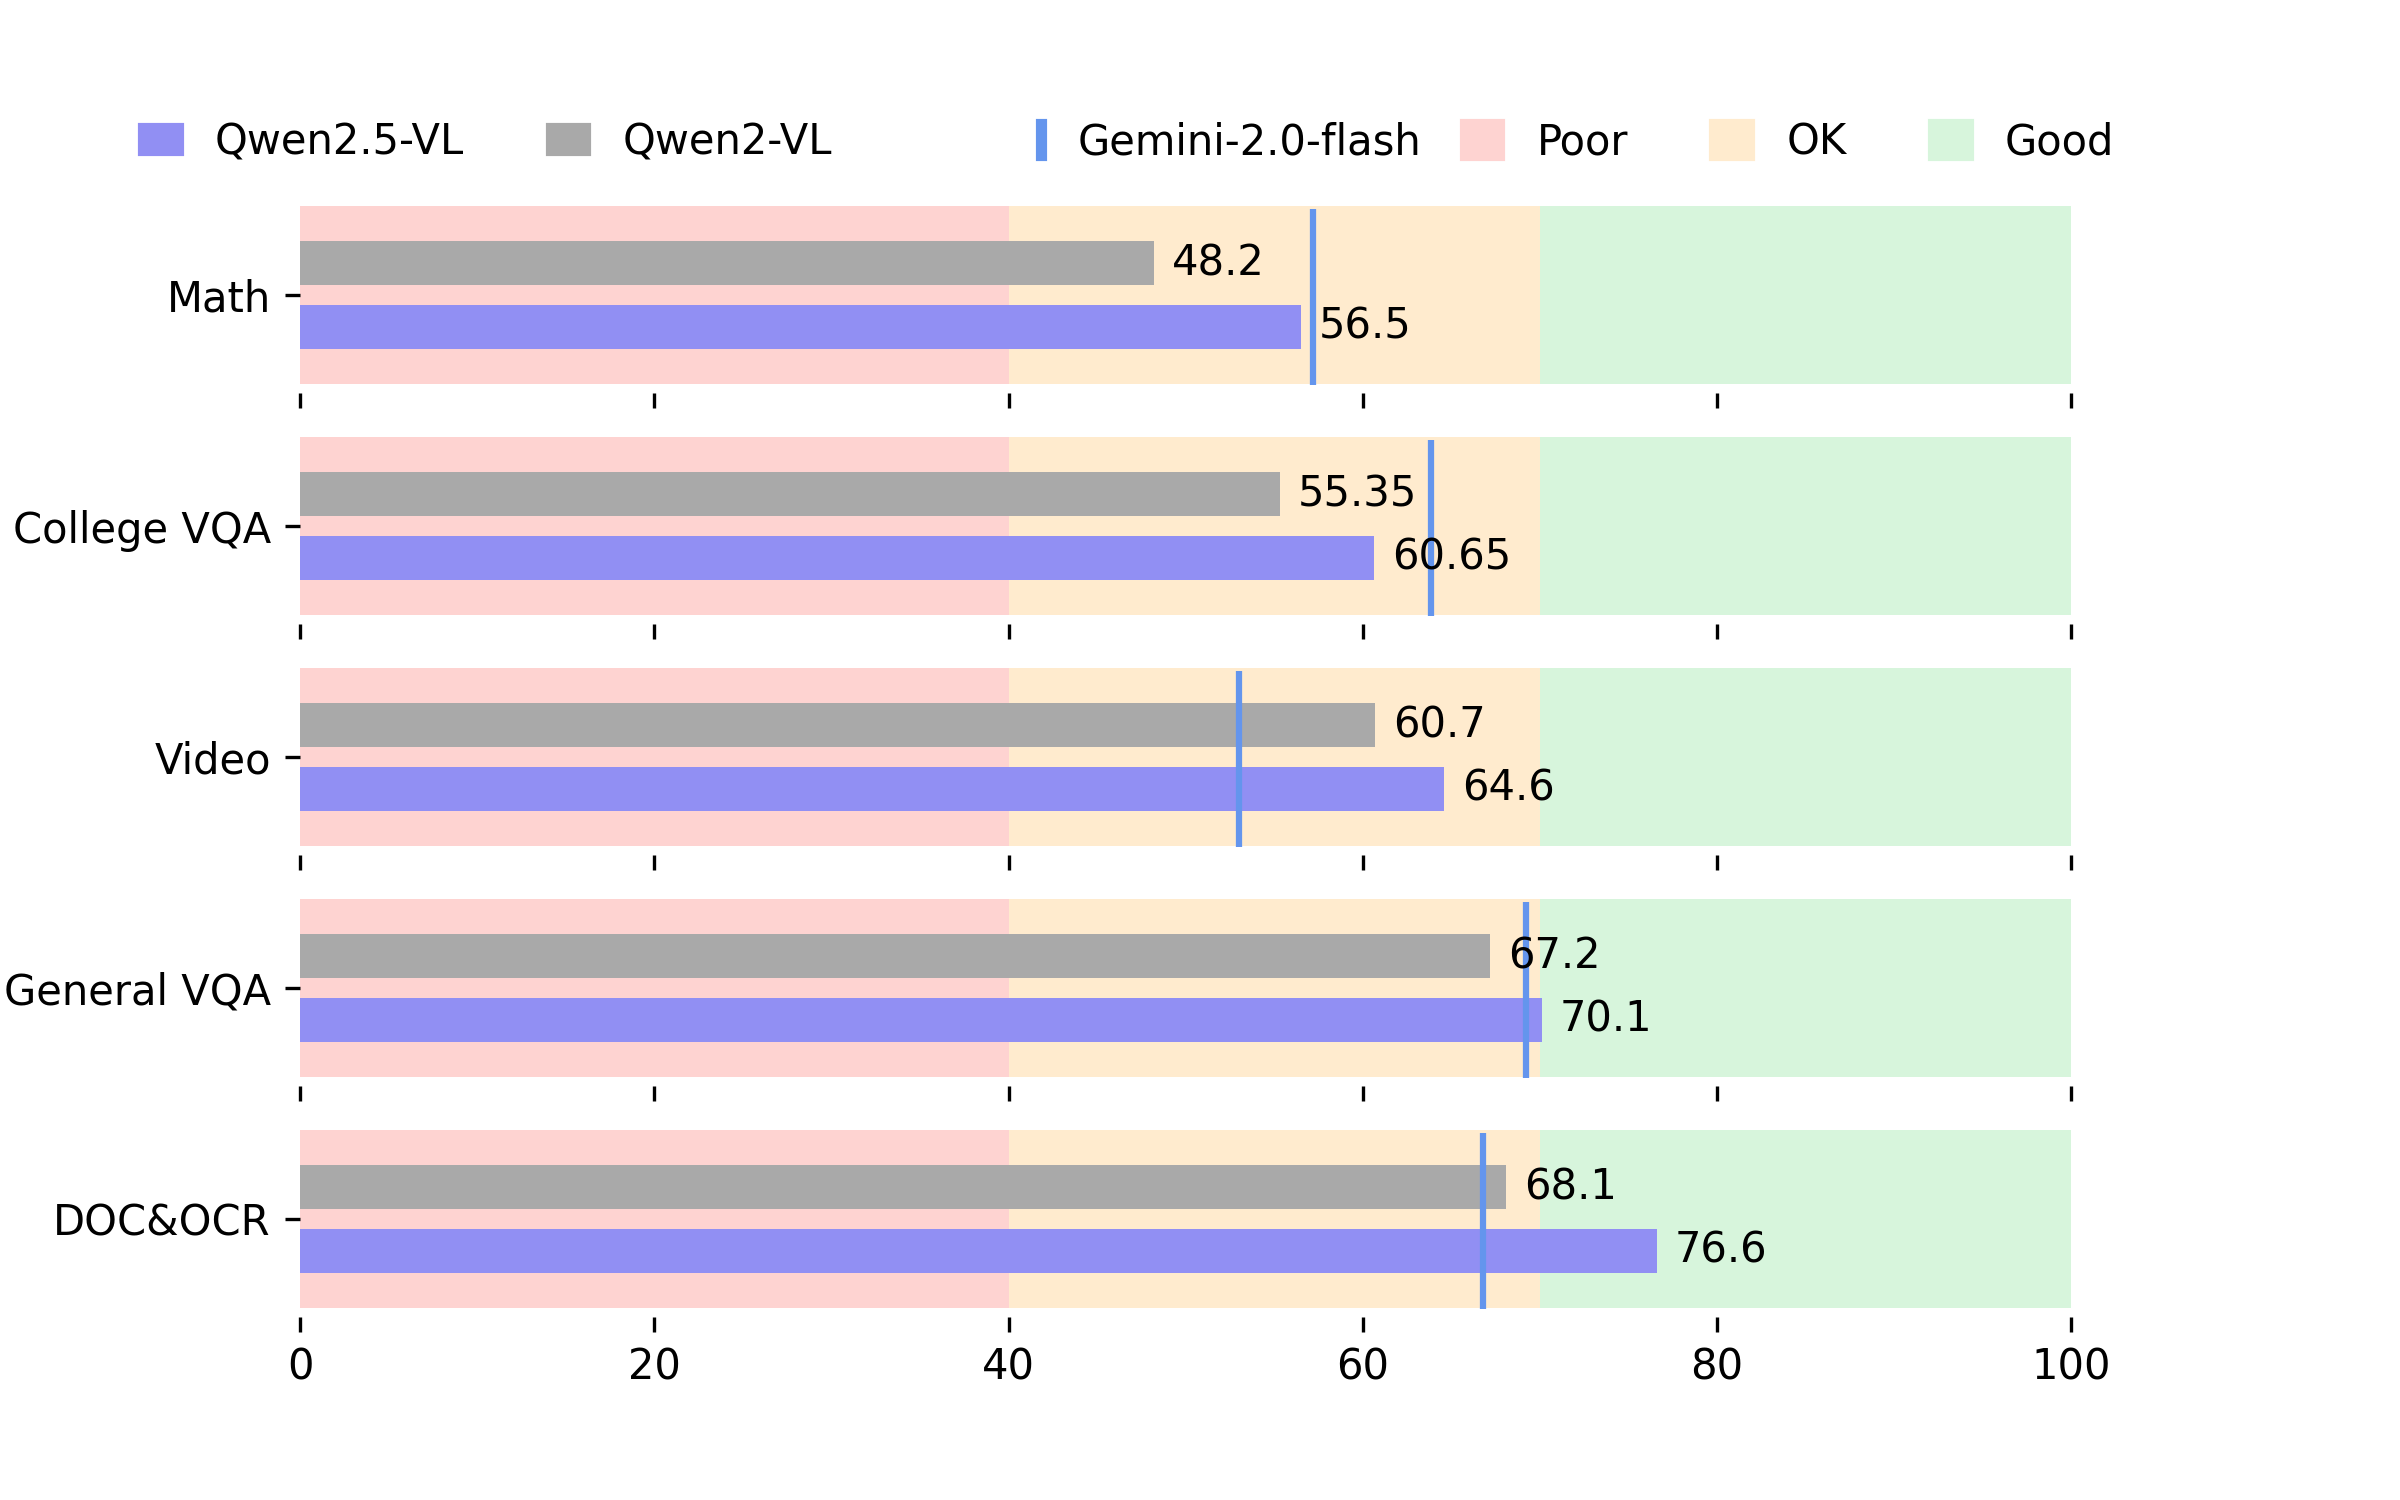 Qwen2.5-VL Qwen2-VL Gemini-2.0-flash Poor OK Good
Math
48.2
56.5
College VQA
55.35
60.65
Video
60.7
64.6
General VQA
67.2
70.1
DOC&OCR
68.1
76.6
0 20 40 60 80 100